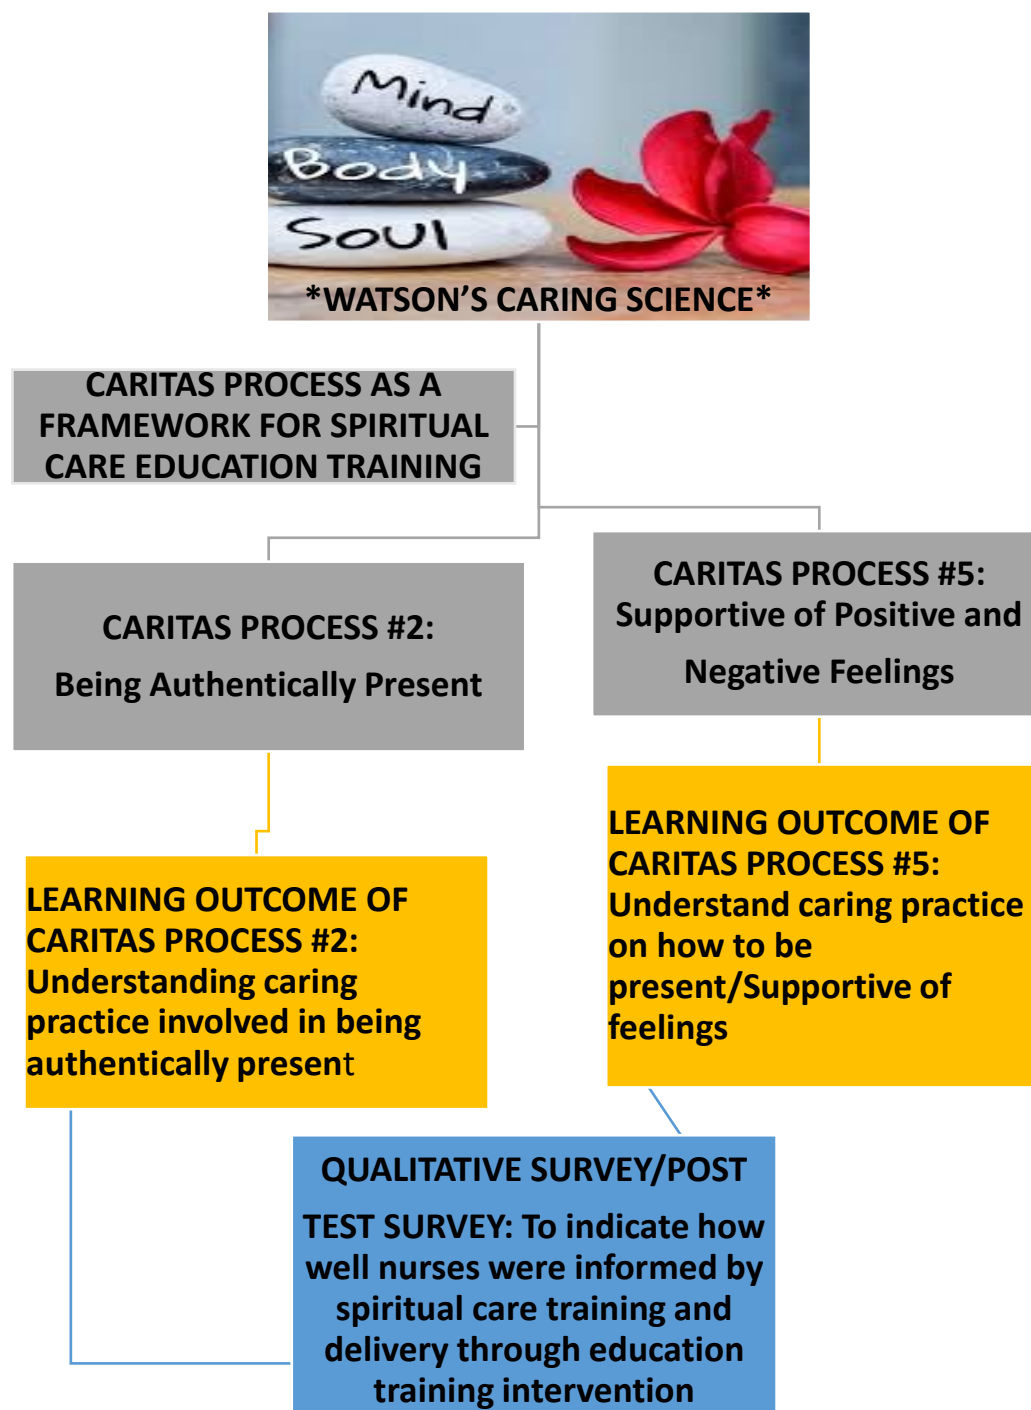 Mind
Body
Soul
*WATSON'S CARING SCIENCE*
CARITAS PROCESS AS A
FRAMEWORK FOR SPIRITUAL
CARE EDUCATION TRAINING
CARITAS PROCESS #2:
Being Authentically Present
CARITAS PROCESS #5:
Supportive of Positive and
Negative Feelings
LEARNING OUTCOME OF
CARITAS PROCESS #2:
Understanding caring
practice involved in being
authentically present
LEARNING OUTCOME OF
CARITAS PROCESS #5:
Understand caring practice
on how to be
present/Supportive of
feelings
QUALITATIVE SURVEY/POST
TEST SURVEY: To indicate how
well nurses were informed by
spiritual care training and
delivery through education
training intervention